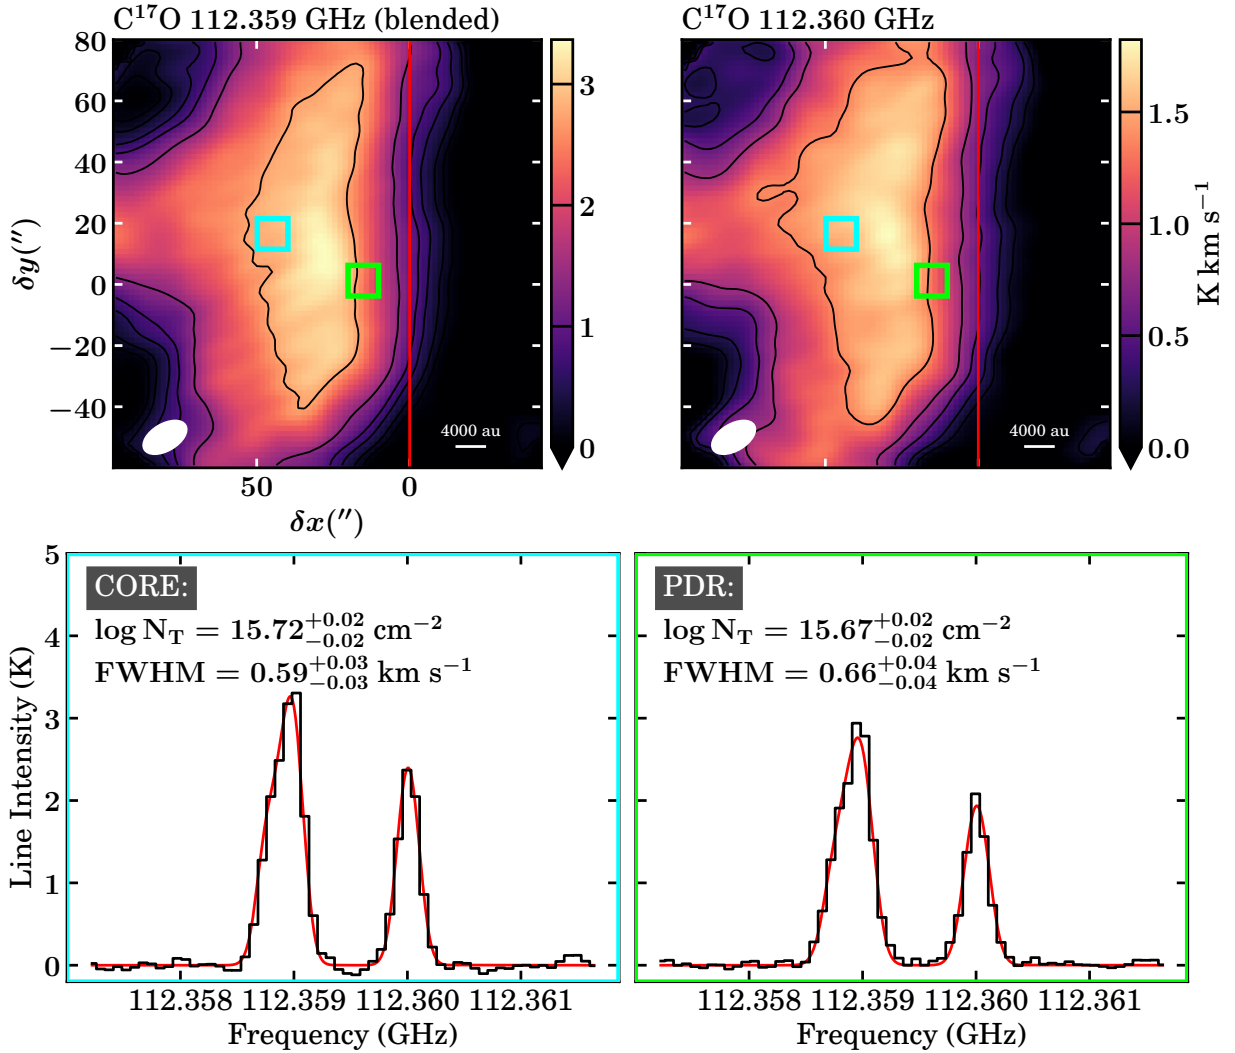 C¹⁷O 112.359 GHz (blended)
C¹⁷O 112.360 GHz
80
60
40
20
0
−20
−40
δy(″)
50
0
δx(″)
4000 au
3
2
1
0
4000 au
1.5
1.0
0.5
0.0
K km s⁻¹
5
4
3
2
1
0
Line Intensity (K)
CORE:
log N_T = 15.72^{+0.02}_{−0.02} cm⁻²
FWHM = 0.59^{+0.03}_{−0.03} km s⁻¹
112.358 112.359 112.360 112.361
Frequency (GHz)
PDR:
log N_T = 15.67^{+0.02}_{−0.02} cm⁻²
FWHM = 0.66^{+0.04}_{−0.04} km s⁻¹
112.358 112.359 112.360 112.361
Frequency (GHz)